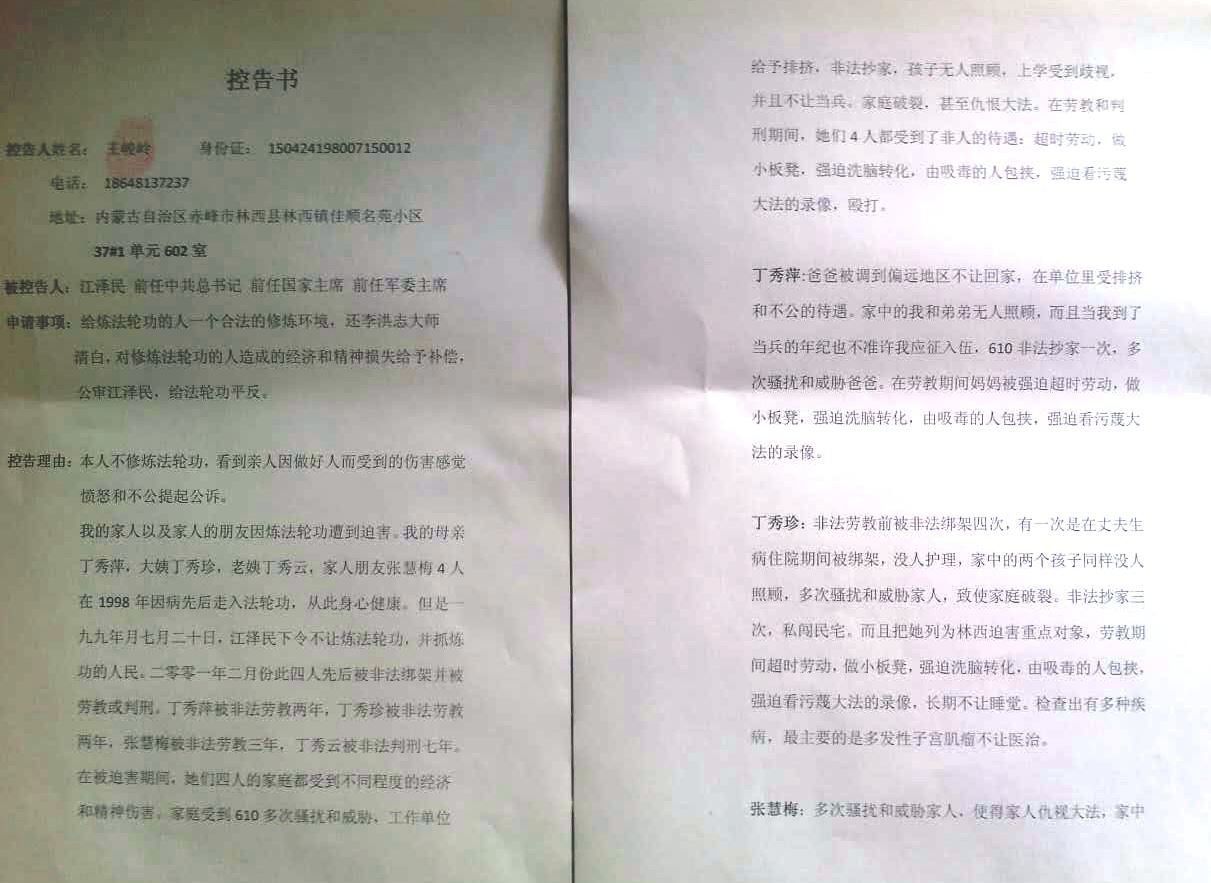 控告书
控告人姓名： 王峻岭 身份证： 150424198007150012
电话： 18648137237
地址： 内蒙古自治区赤峰市林西县林西镇佳顺名苑小区
37#1 单元 602 室
被控告人：江泽民 前任中共总书记 前任国家主席 前任军委主席
申请事项：给炼法轮功的人一个合法的修炼环境，还李洪志大师
清白，对修炼法轮功的人造成的经济和精神损失给予补偿，
公审江泽民，给法轮功平反。
控告理由：本人不修炼法轮功，看到亲人因做好人而受到的伤害感觉
愤怒和不公提起公诉。
我的家人以及家人的朋友因炼法轮功遭到迫害。我的母亲
丁秀萍，大姨丁秀珍，老姨丁秀云，家人朋友张慧梅 4 人
在 1998 年因病先后走入法轮功，从此身心健康。但是一
九九年月七月二十日，江泽民下令不让炼法轮功，并抓炼
功的人民。二零零一年二月份此四人先后被非法绑架并被
劳教或判刑。丁秀萍被非法劳教两年，丁秀珍被非法劳教
两年，张慧梅被非法劳教三年，丁秀云被非法判刑七年。
在被迫害期间，她们四人的家庭都受到不同程度的经济
和精神伤害。家庭受到 610 多次骚扰和威胁、工作单位
给予排挤，非法抄家，孩子无人照顾，上学受到歧视，
并且不让当兵。家庭破裂，甚至仇恨大法。在劳教和判
刑期间，她们 4 人都受到了非人的待遇：超时劳动，做
小板凳，强迫洗脑转化，由吸毒的人包挟，强迫看污蔑
大法的录像，殴打。
丁秀萍:爸爸被调到偏远地区不让回家，在单位里受排挤
和不公的待遇。家中的我和弟弟无人照顾，而且当我到了
当兵的年纪也不准许我应征入伍，610 非法抄家一次，多
次骚扰和威胁爸爸。在劳教期间妈妈被强迫超时劳动，做
小板凳，强迫洗脑转化，由吸毒的人包挟，强迫看污蔑大
法的录像。
丁秀珍：非法劳教前被非法绑架四次，有一次是在丈夫生
病住院期间被绑架，没人护理，家中的两个孩子同样没人
照顾，多次骚扰和威胁家人，致使家庭破裂。非法抄家三
次，私闯民宅。而且把她列为林西迫害重点对象，劳教期
间超时劳动，做小板凳，强迫洗脑转化，由吸毒的人包挟，
强迫看污蔑大法的录像，长期不让睡觉。检查出有多种疾
病，最主要的是多发性子宫肌瘤不让医治。
张慧梅：多次骚扰和威胁家人，使得家人仇视大法，家中